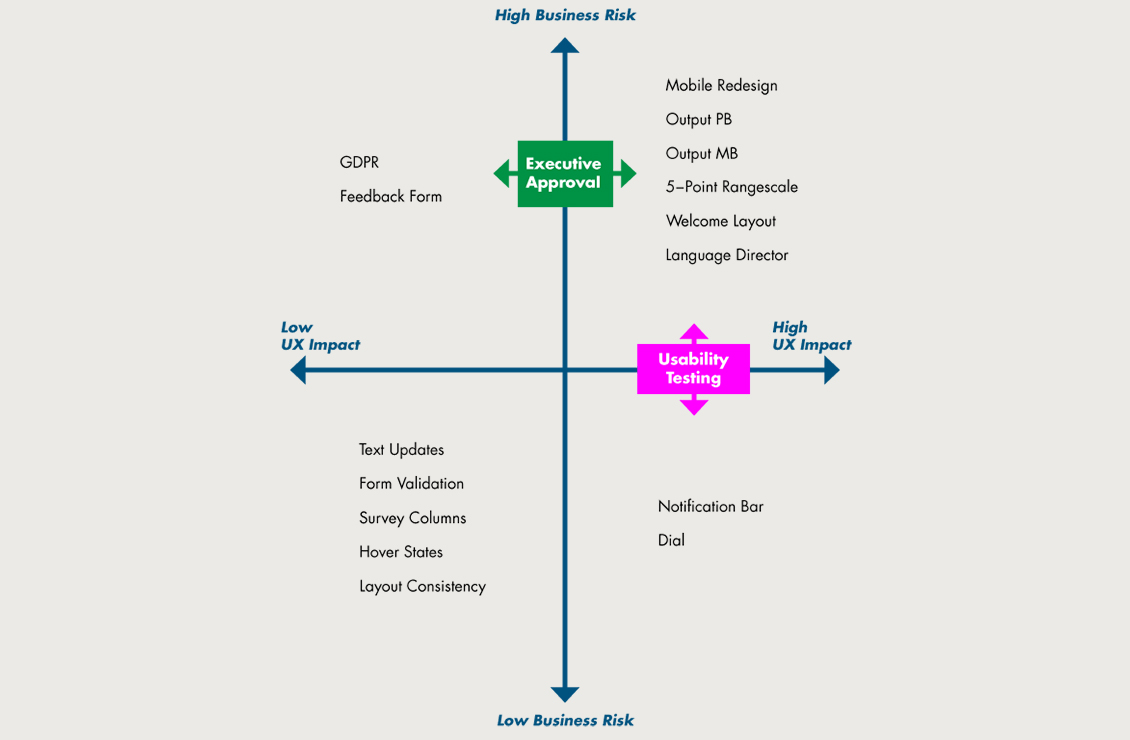 High Business Risk
Mobile Redesign
Output PB
Output MB
5–Point Rangescale
Welcome Layout
Language Director
GDPR
Feedback Form
Executive
Approval
Low
UX Impact
High
UX Impact
Usability
Testing
Text Updates
Form Validation
Survey Columns
Hover States
Layout Consistency
Notification Bar
Dial
Low Business Risk